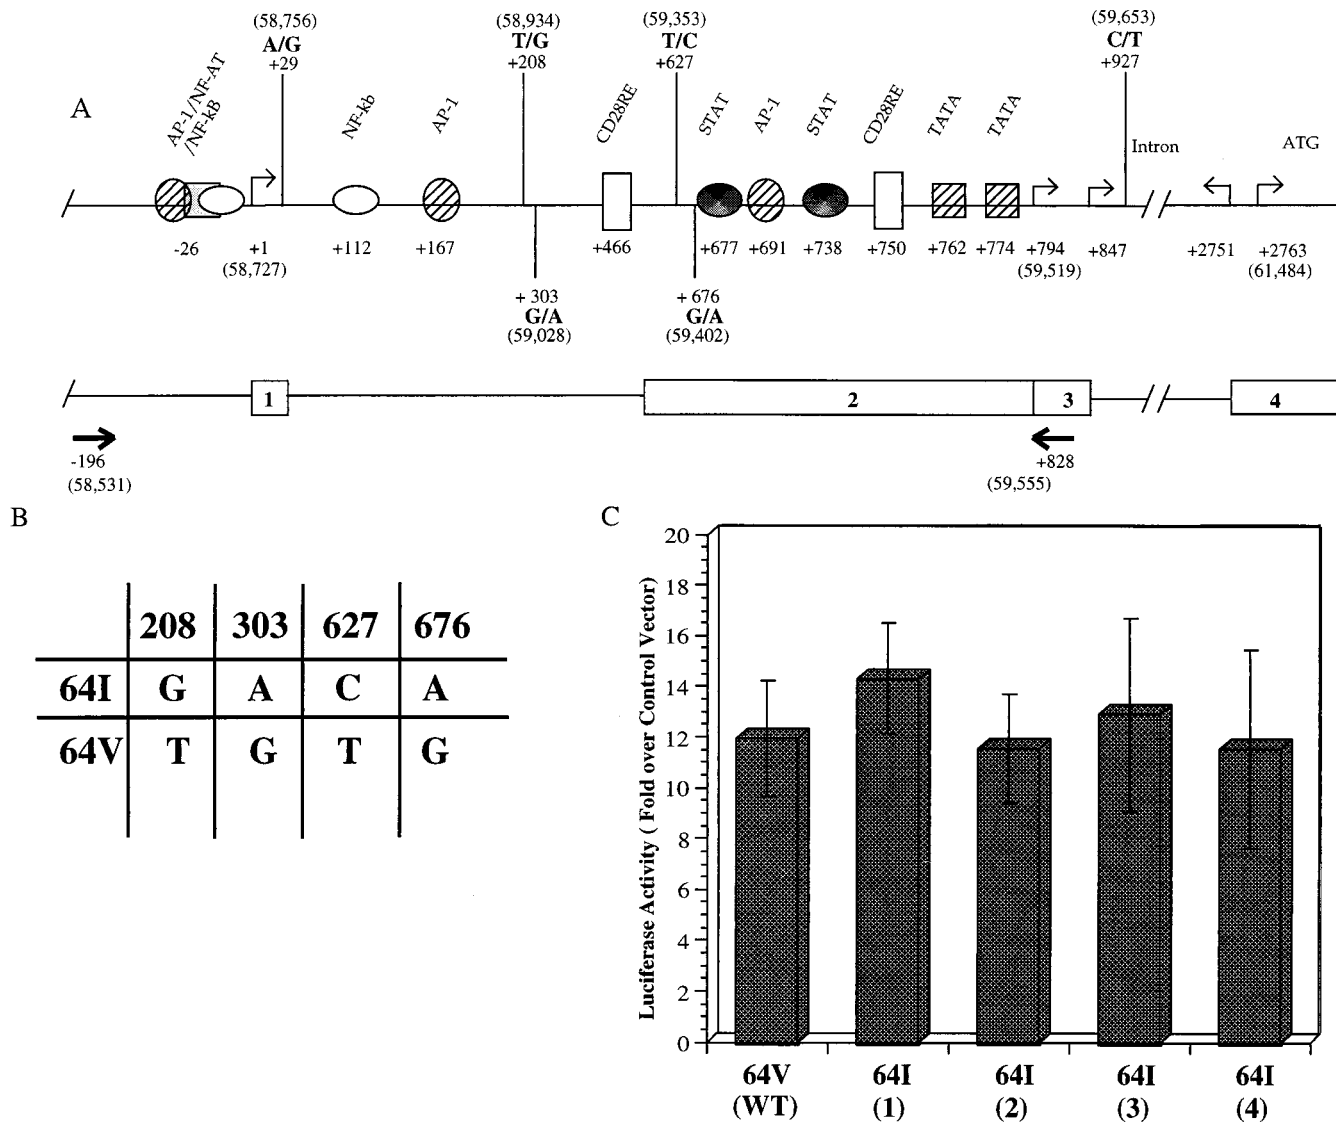 (58,756) (58,934) (59,353) (59,653)
A/G T/G T/C C/T
+29 +208 +627 +927
A
AP-1//NF-AT
/NF-kB
NF-kb
AP-1
CD28RE
STAT
AP-1
STAT
CD28RE
TATA
TATA
Intron
ATG
-26 +1 +112 +167 +466 +677 +691 +738 +750 +762 +774 +794 +847 +2751 +2763
(58,727) (59,519) (61,484)
+ 303 + 676
G/A G/A
(59,028) (59,402)
1 2 3 4
-196 +828
(58,531) (59,555)
B
208 303 627 676
64I G A C A
64V T G T G
C
Luciferase Activity ( Fold over Control Vector)
20
18
16
14
12
10
8
6
4
2
0
64V 64I 64I 64I 64I
(WT) (1) (2) (3) (4)